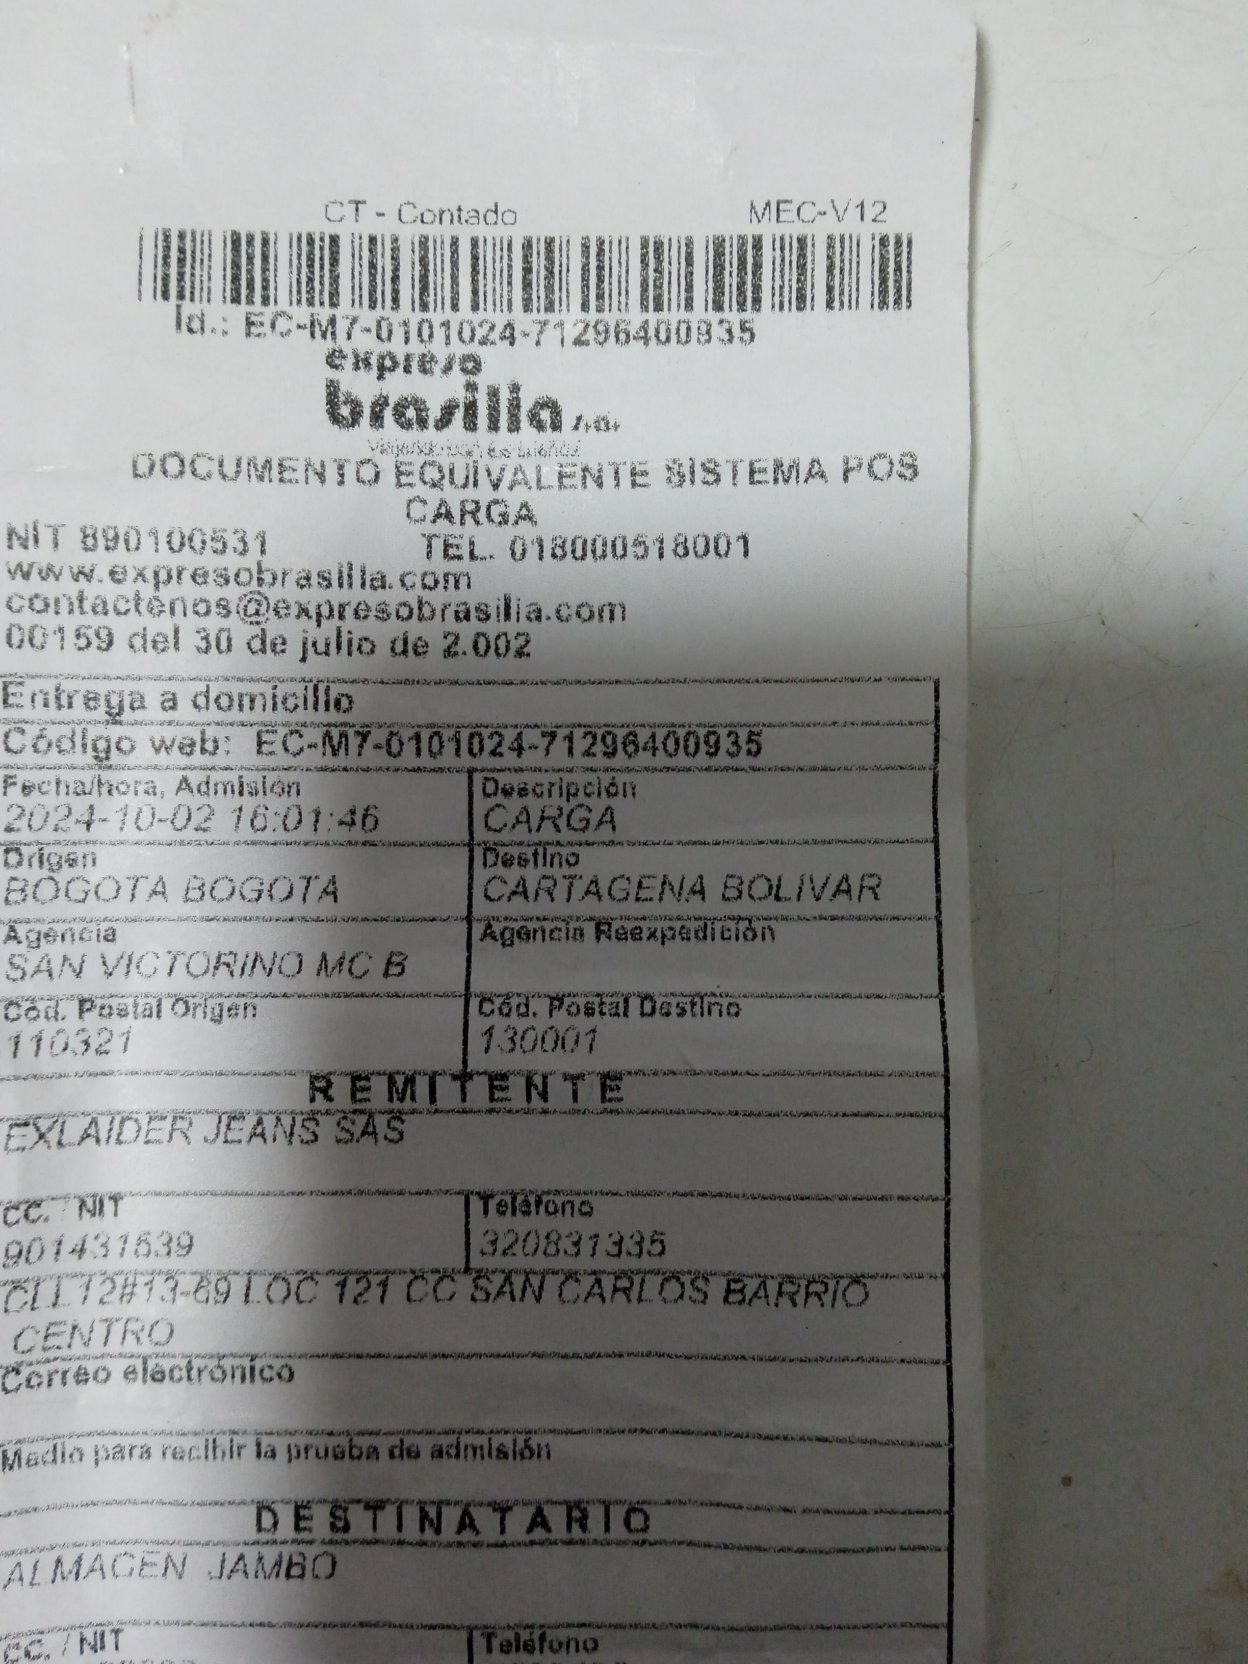 CT - Contado MEC-V12
Id.: EC-M7-0101024-71296400935
expreso
brasilia s.a.
DOCUMENTO EQUIVALENTE SISTEMA POS
CARGA
NIT 890100531 TEL. 018000518001
www.expresobrasilia.com
contactenos@expresobrasilia.com
00159 del 30 de julio de 2.002
Entrega a domicilio
Código web: EC-M7-0101024-71296400935
Fecha/hora, Admisión Descripción
2024-10-02 16:01:46 CARGA
Origen Destino
BOGOTA BOGOTA CARTAGENA BOLIVAR
Agencia Agencia Reexpedición
SAN VICTORINO MC B
Cód. Postal Origen Cód. Postal Destino
110321 130001
REMITENTE
EXLAIDER JEANS SAS
CC. / NIT Teléfono
901431539 320831335
CLL12#13-69 LOC 121 CC SAN CARLOS BARRIO
CENTRO
Correo electrónico
Medio para recibir la prueba de admisión
DESTINATARIO
ALMACEN JAMBO
CC. / NIT Teléfono